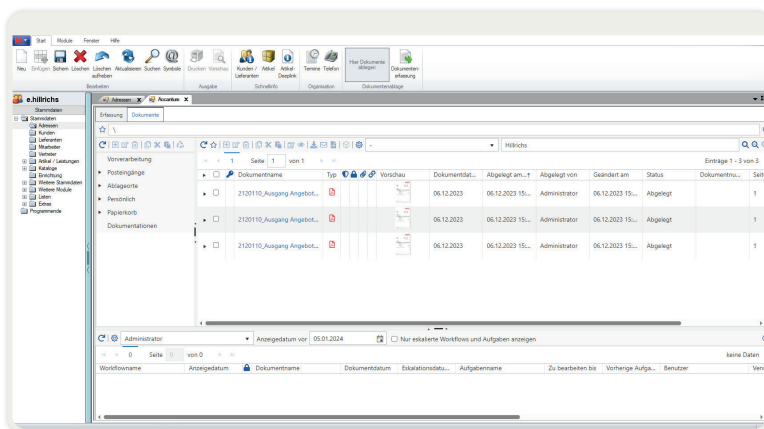 Start Module Fenster Hilfe
Neu Einfügen Sichern Löschen Löschen aufheben Aktualisieren Suchen Symbole Drucken Vorschau Kunden / Lieferanten Artikel Artikel- Deeplink Termine Telefon Hier Dokumente ablegen Dokumenten erfassung
Bearbeiten Ausgabe Schnellinfo Organisation Dokumentenablage
e.hillrichs
Stammdaten
Stammdaten
Adressen
Kunden
Lieferanten
Mitarbeiter
Vertreter
Artikel / Leistungen
Kataloge
Einrichtung
Weitere Stammdaten
Weitere Module
Listen
Extras
Programmende
Adressen X Accantum X
Erfassung Dokumente
\
- Hillrichs
1 Seite 1 von 1 Einträge 1 - 3 von 3
Vorverarbeitung
Posteingänge
Ablageorte
Persönlich
Papierkorb
Dokumentationen
Dokumentname Typ Vorschau Dokumentdat... Abgelegt am...↑ Abgelegt von Geändert am Status Dokumentnu... Seit
2120110_Ausgang Angebot... 06.12.2023 06.12.2023 15:... Administrator 06.12.2023 15:... Abgelegt 1
2120110_Ausgang Angebot... 06.12.2023 06.12.2023 15:... Administrator 06.12.2023 15:... Abgelegt 1
2120110_Ausgang Angebot... 06.12.2023 06.12.2023 15:... Administrator 06.12.2023 15:... Abgelegt 1
Administrator Anzeigedatum vor 05.01.2024 Nur eskalierte Workflows und Aufgaben anzeigen
0 Seite 0 von 0 keine Daten
Workflowname Anzeigedatum Dokumentname Dokumentdatum Eskalationsdatu... Aufgabenname Zu bearbeiten bis Vorherige Aufga... Benutzer